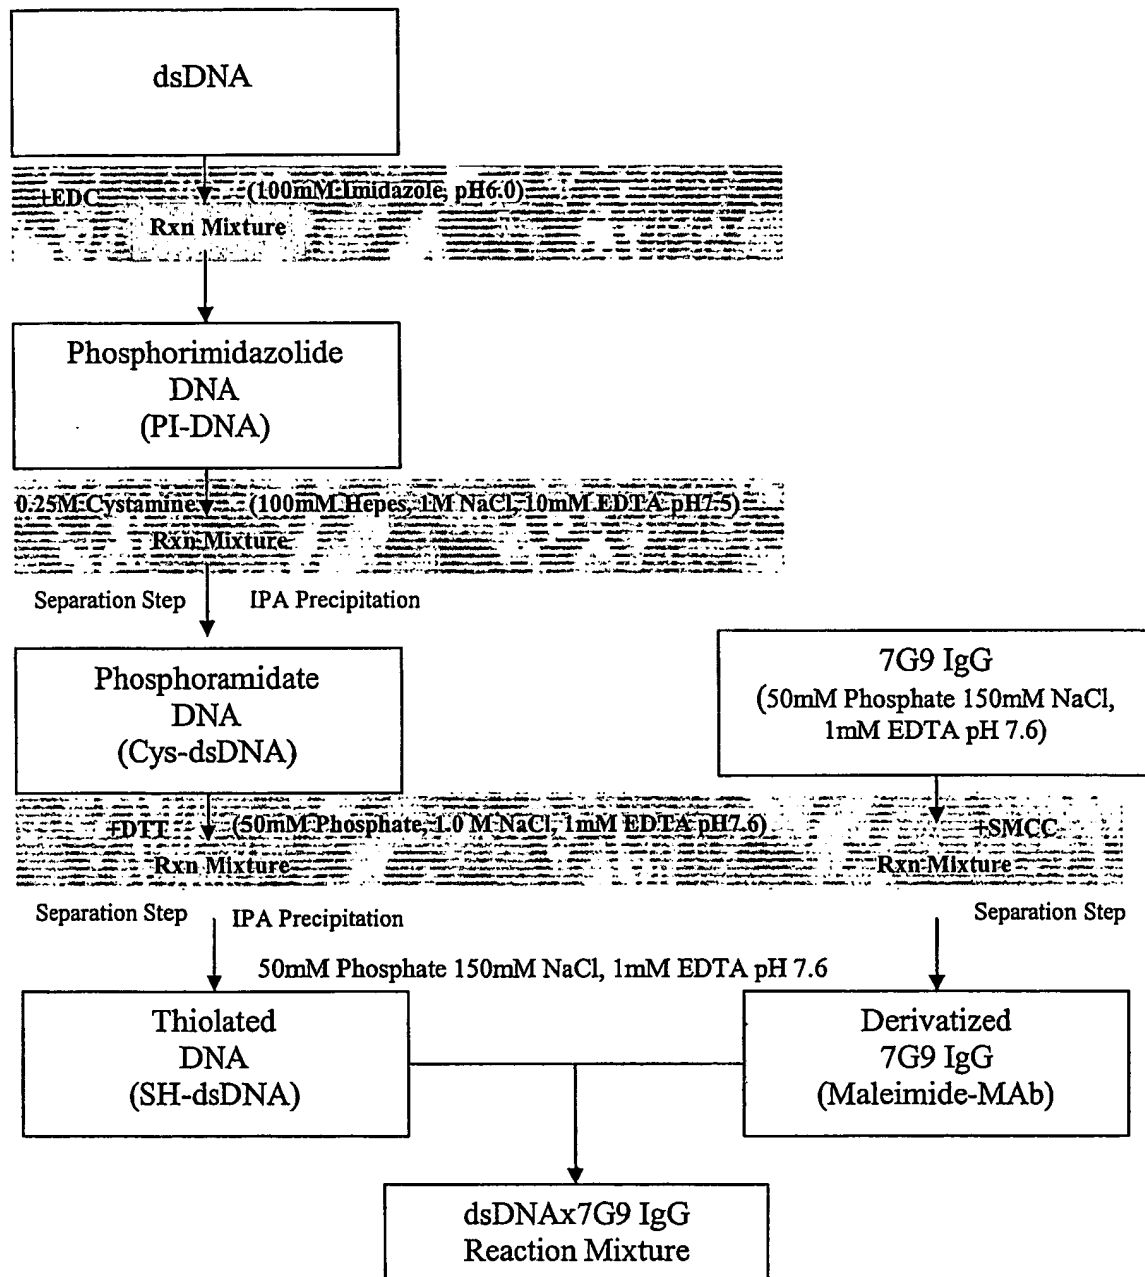 dsDNA
+EDC (100mM Imidazole, pH6.0)
Rxn Mixture
Phosphorimidazolide
DNA
(PI-DNA)
0.25M Cystamine (100mM Hepes, 1M NaCl, 10mM EDTA pH7.5)
Rxn Mixture
Separation Step IPA Precipitation
Phosphoramidate
DNA
(Cys-dsDNA)
7G9 IgG
(50mM Phosphate 150mM NaCl,
1mM EDTA pH 7.6)
+DTT (50mM Phosphate, 1.0 M NaCl, 1mM EDTA pH7.6)
Rxn Mixture
+SMCC
Rxn Mixture
Separation Step IPA Precipitation
Separation Step
50mM Phosphate 150mM NaCl, 1mM EDTA pH 7.6
Thiolated
DNA
(SH-dsDNA)
Derivatized
7G9 IgG
(Maleimide-MAb)
dsDNAx7G9 IgG
Reaction Mixture